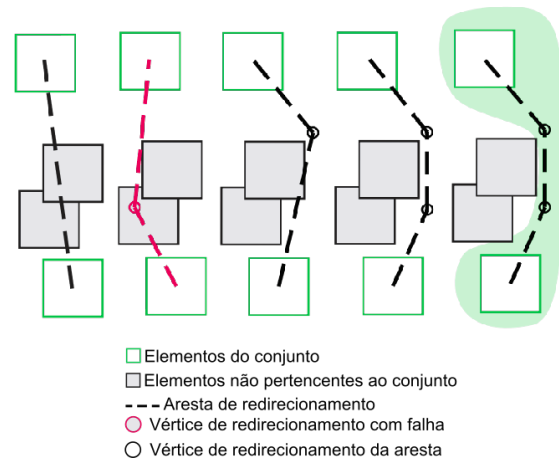 Elementos do conjunto
Elementos não pertencentes ao conjunto
Aresta de redirecionamento
Vértice de redirecionamento com falha
Vértice de redirecionamento da aresta